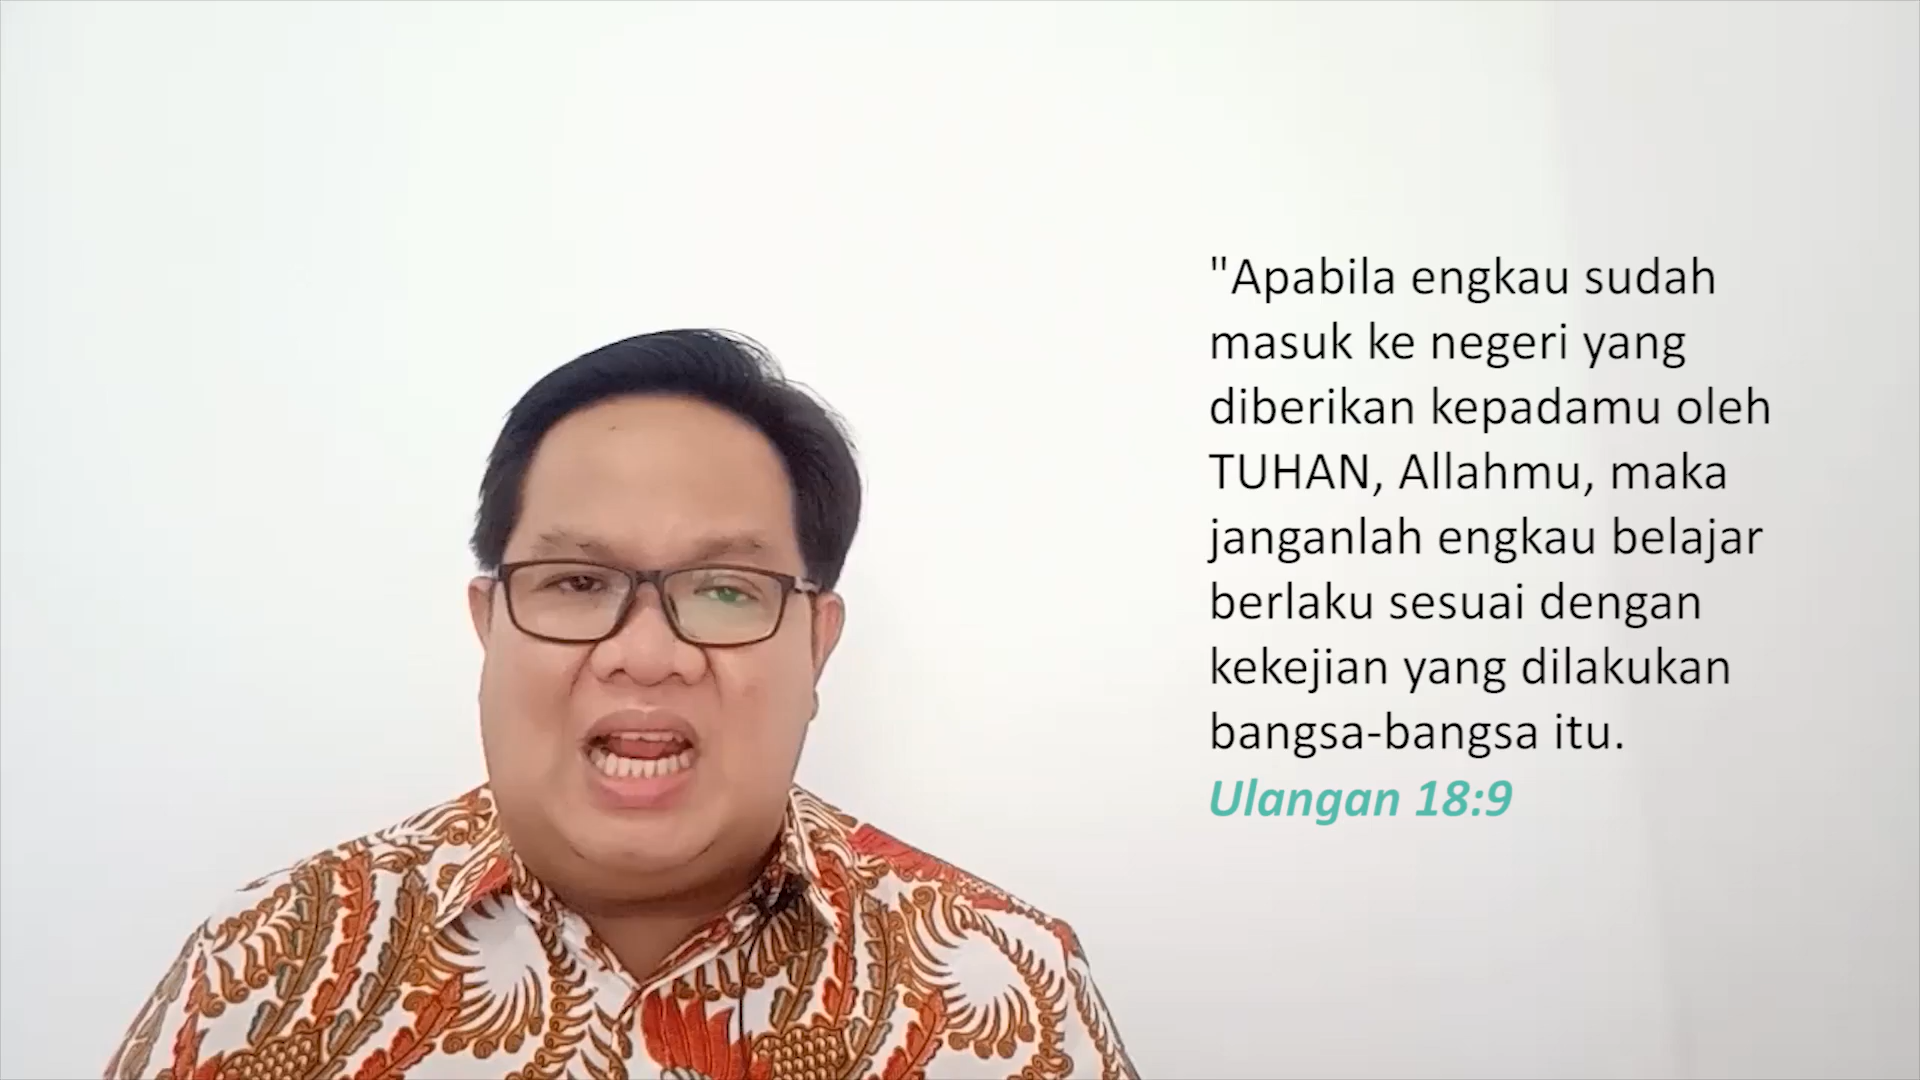 "Apabila engkau sudah
masuk ke negeri yang
diberikan kepadamu oleh
TUHAN, Allahmu, maka
janganlah engkau belajar
berlaku sesuai dengan
kekejian yang dilakukan
bangsa-bangsa itu.
Ulangan 18:9